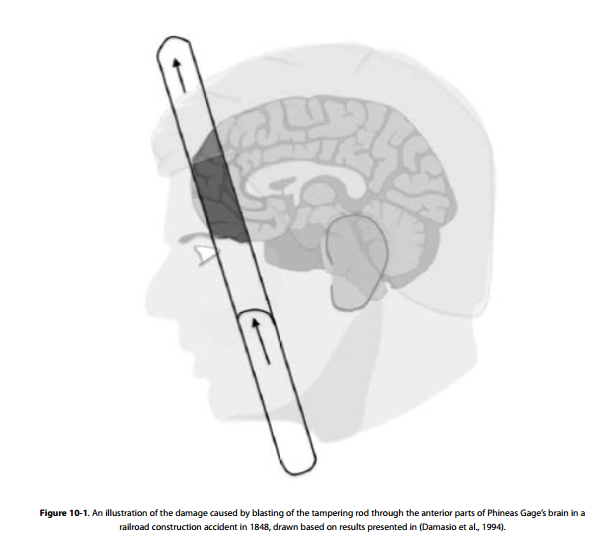 Figure 10-1. An illustration of the damage caused by blasting of the tampering rod through the anterior parts of Phineas Gage's brain in a
railroad construction accident in 1848, drawn based on results presented in (Damasio et al., 1994).